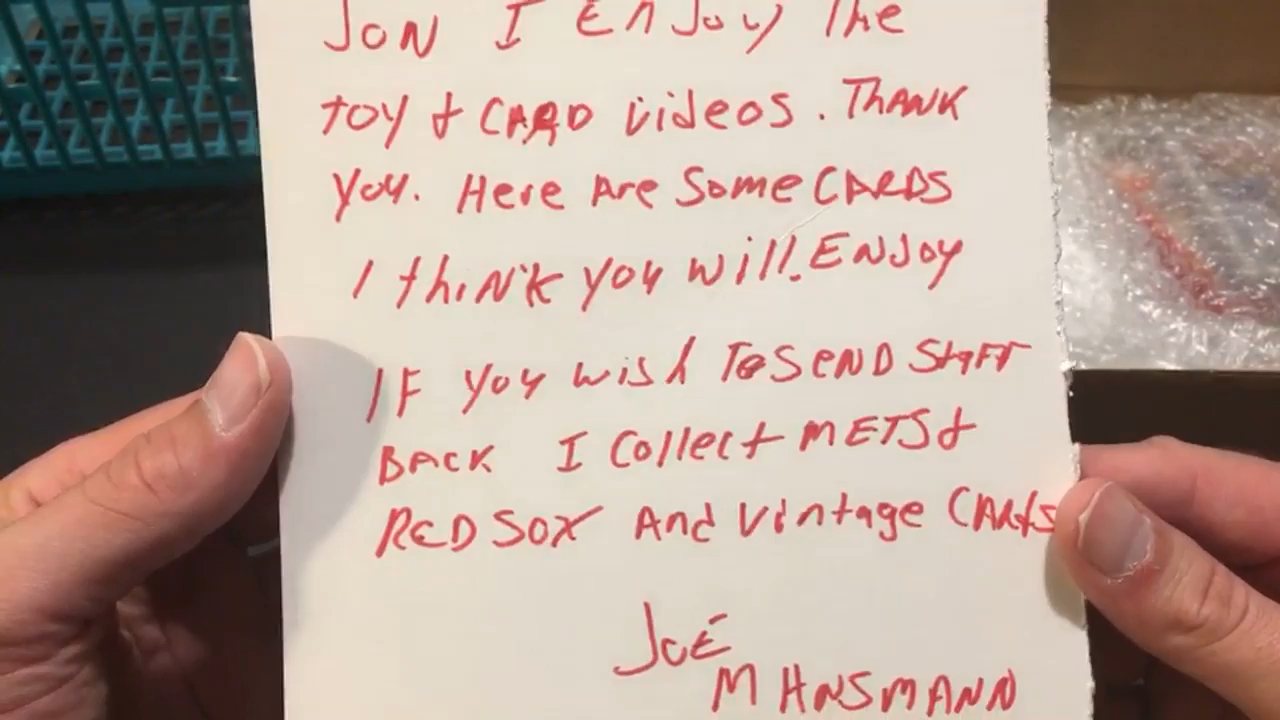 JON I ENJOY The
TOY & CARD Videos. THANK
YOU. Here Are Some CARDS
I thiNK YOU Will. ENJOY
IF YOU Wish To SEND StuFF
BACK I Collect METS &
RED SOX And Vintage CARdS
JOE
MAHNSMANN